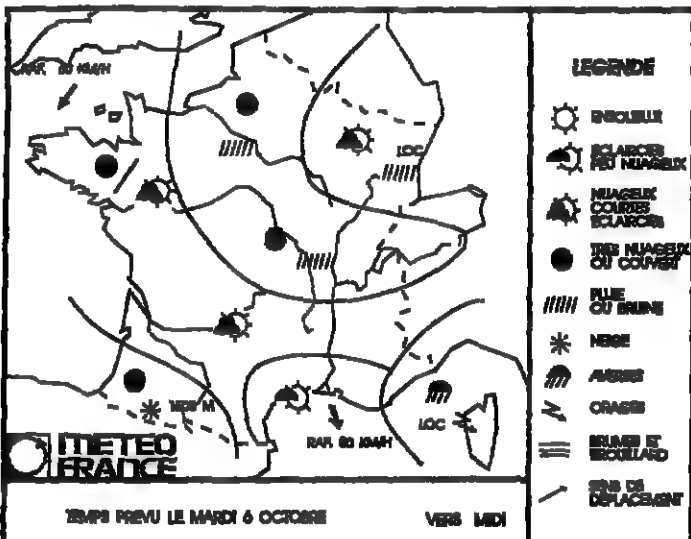 RAF. 80 KM/H
LOC
1528 M
RAF. 80 KM/H
LOC
METEO
FRANCE
TEMPS PREVU LE MARDI 6 OCTOBRE VERS MIDI
LEGENDE
ENSOLEILLE
ECLAIRCIES
PEU NUAGEUX
NUAGEUX
COURTES
ECLAIRCIES
TRES NUAGEUX
OU COUVERT
PLUIE
OU BRUINE
NEIGE
AVERSES
ORAGES
BRUMES ET
BROUILLARD
SENS DE
DEPLACEMENT